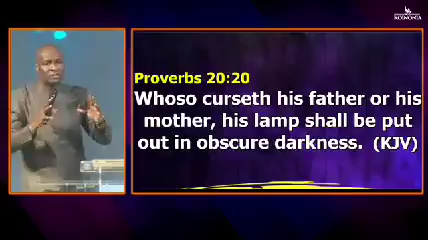 KOINONIA
Proverbs 20:20
Whoso curseth his father or his
mother, his lamp shall be put
out in obscure darkness. (KJV)